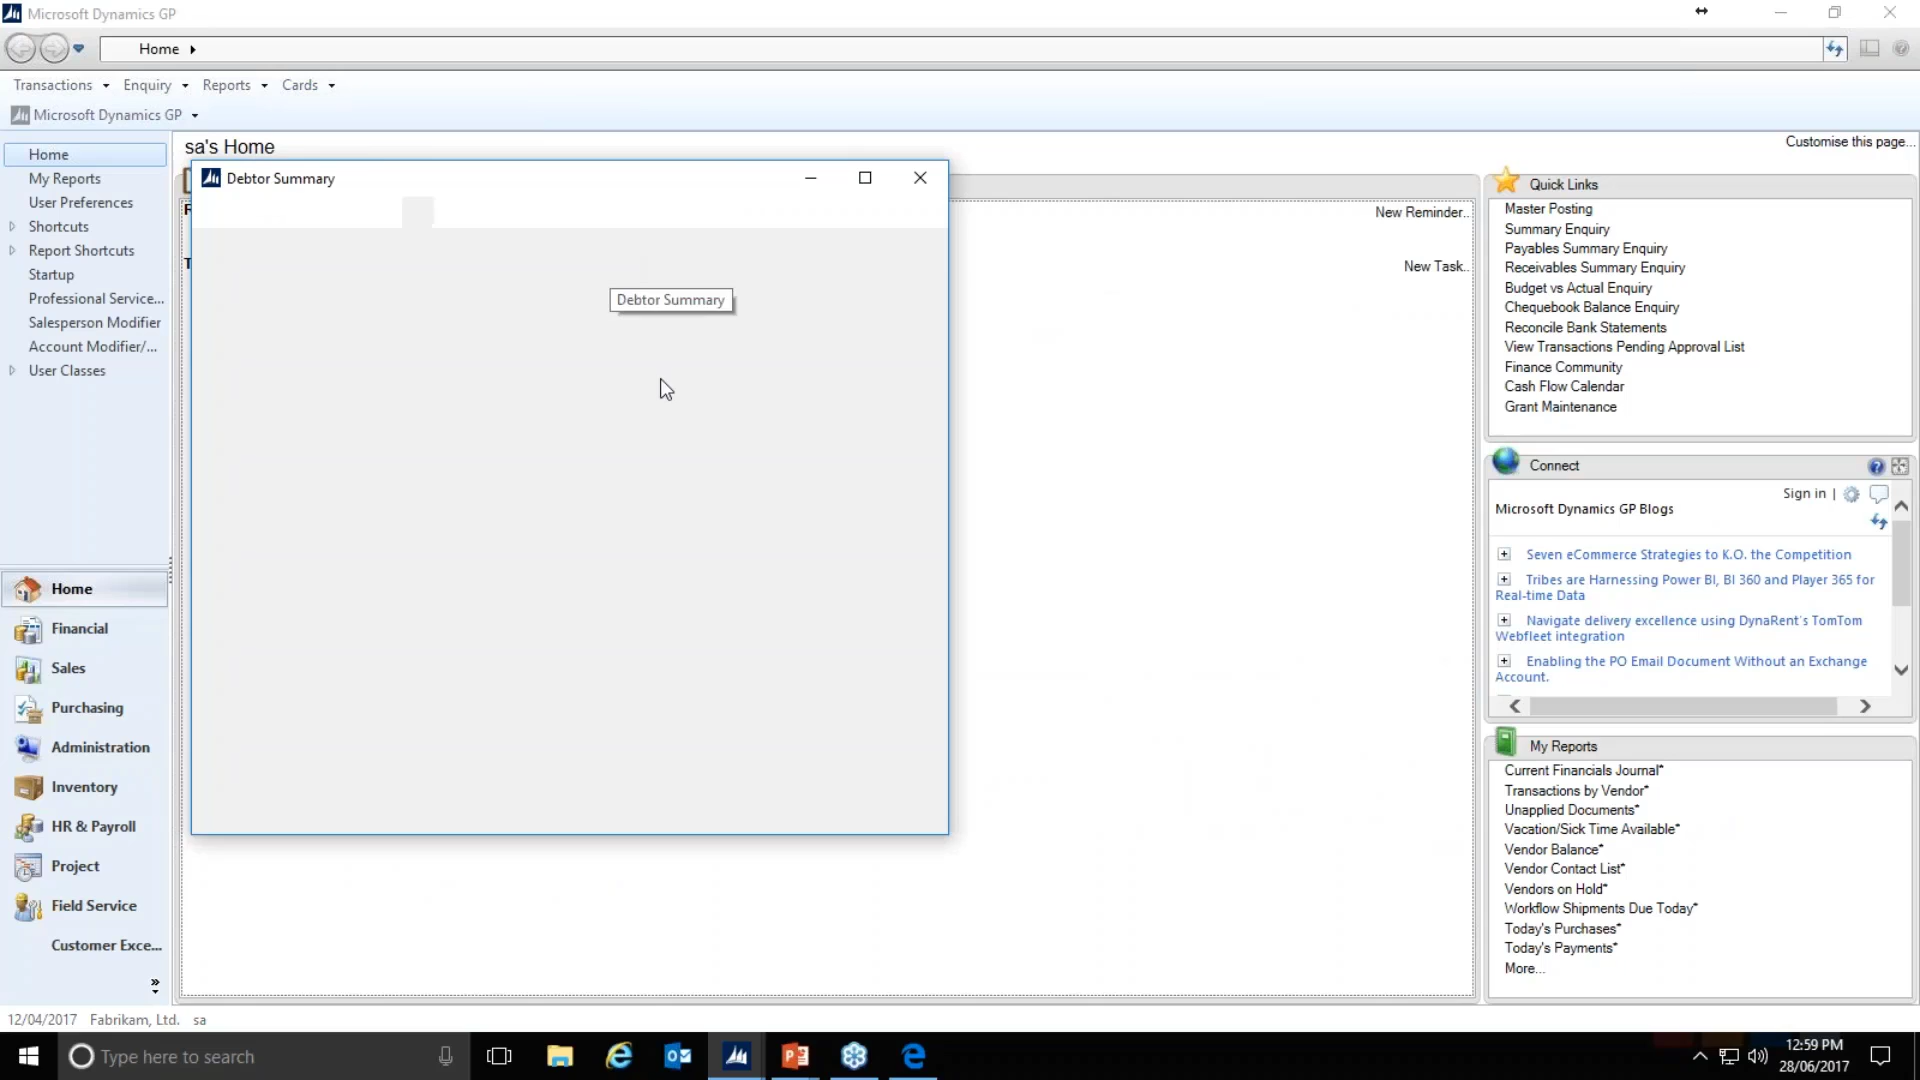 Microsoft Dynamics GP
Home
Transactions Enquiry Reports Cards
Microsoft Dynamics GP
Home
My Reports
User Preferences
Shortcuts
Report Shortcuts
Startup
Professional Service...
Salesperson Modifier
Account Modifier/...
User Classes
Home
Financial
Sales
Purchasing
Administration
Inventory
HR & Payroll
Project
Field Service
Customer Exce...
sa's Home
Customise this page...
Debtor Summary
Debtor Summary
New Reminder..
New Task..
Quick Links
Master Posting
Summary Enquiry
Payables Summary Enquiry
Receivables Summary Enquiry
Budget vs Actual Enquiry
Chequebook Balance Enquiry
Reconcile Bank Statements
View Transactions Pending Approval List
Finance Community
Cash Flow Calendar
Grant Maintenance
Connect
Sign in |
Microsoft Dynamics GP Blogs
Seven eCommerce Strategies to K.O. the Competition
Tribes are Harnessing Power BI, BI 360 and Player 365 for
Real-time Data
Navigate delivery excellence using DynaRent's TomTom
Webfleet integration
Enabling the PO Email Document Without an Exchange
Account.
My Reports
Current Financials Journal*
Transactions by Vendor*
Unapplied Documents*
Vacation/Sick Time Available*
Vendor Balance*
Vendor Contact List*
Vendors on Hold*
Workflow Shipments Due Today*
Today's Purchases*
Today's Payments*
More...
12/04/2017 Fabrikam, Ltd. sa
Type here to search
12:59 PM
28/06/2017